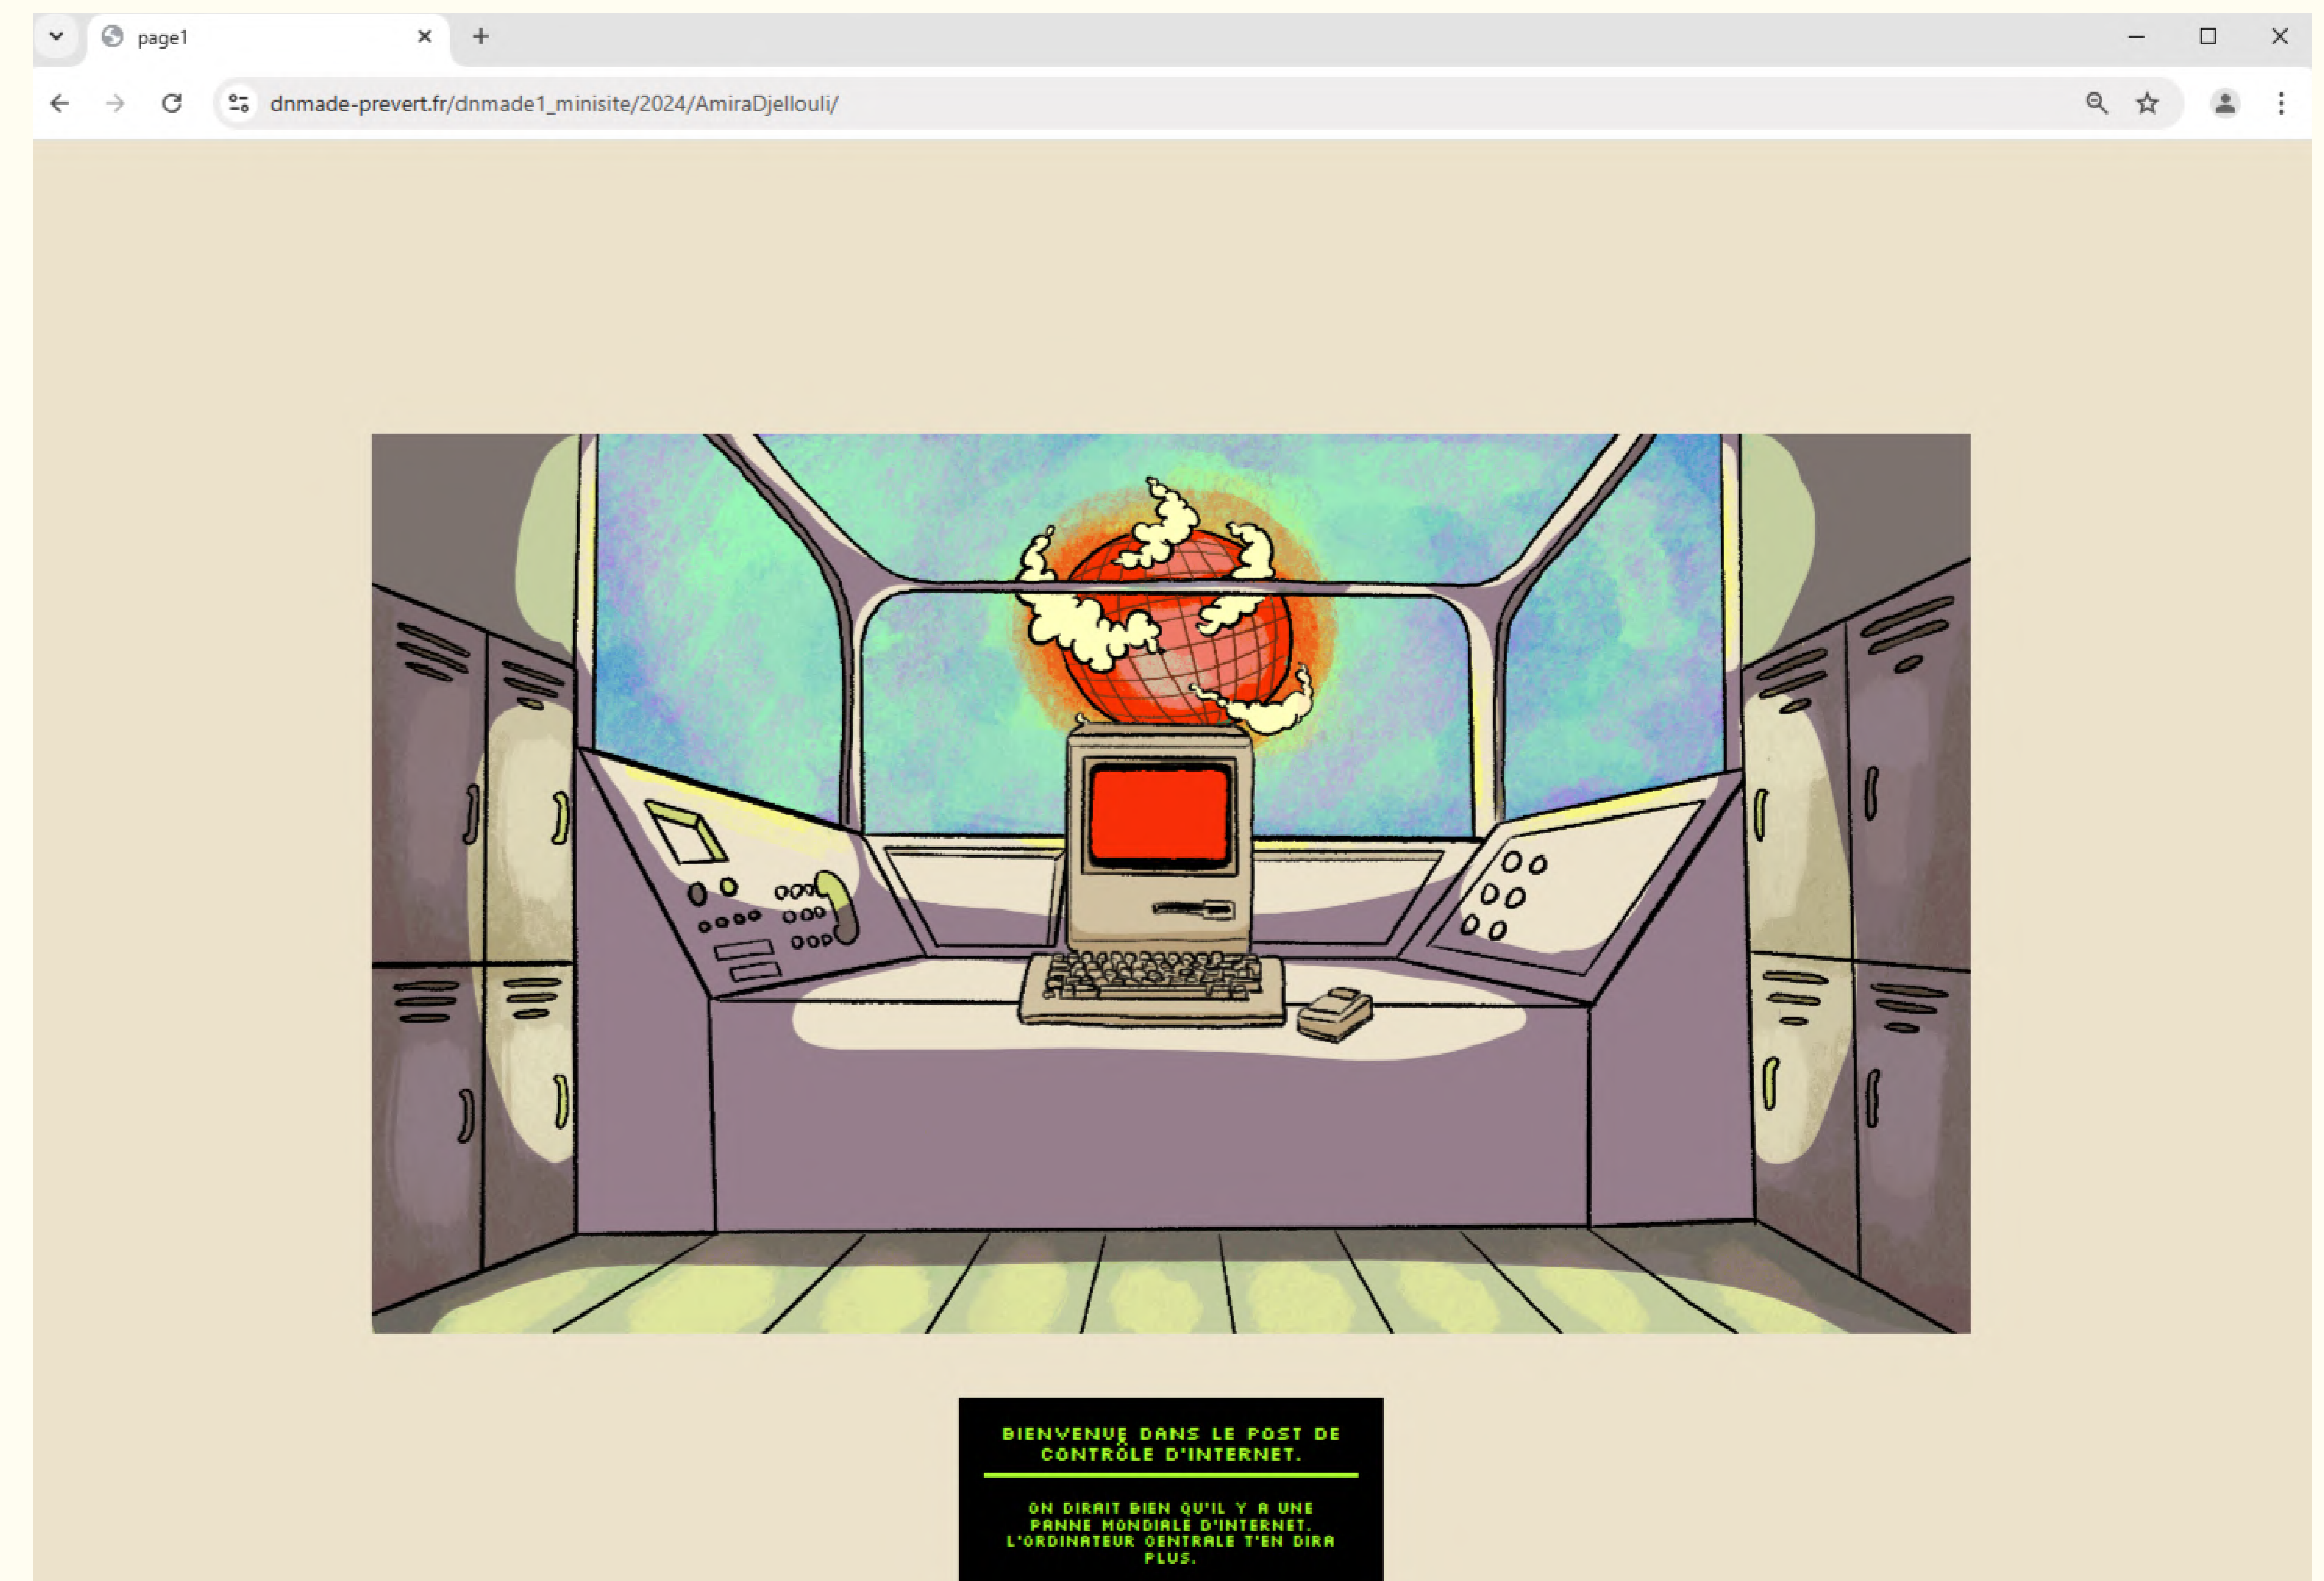 page1
dnmade-prevert.fr/dnmade1_minisite/2024/AmiraDjellouli/
BIENVENUE DANS LE POST DE
CONTRÔLE D'INTERNET.
ON DIRAIT BIEN QU'IL Y A UNE
PANNE MONDIALE D'INTERNET.
L'ORDINATEUR CENTRALE T'EN DIRA
PLUS.